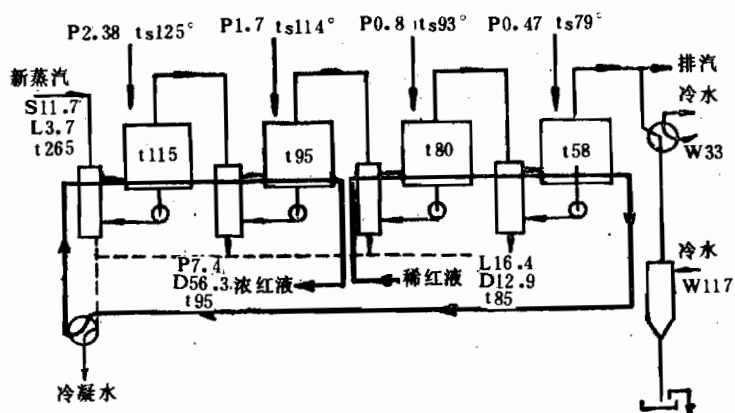 P2.38 ts125° P1.7 ts114° P0.8 ts93° P0.47 ts79°
新蒸汽
S11.7
L3.7
t265
排汽
冷水
W33
t115 t95 t80 t58
P7.4
D56.3 浓红液
t95
稀红液
L16.4
D12.9
t85
冷水
W117
冷凝水